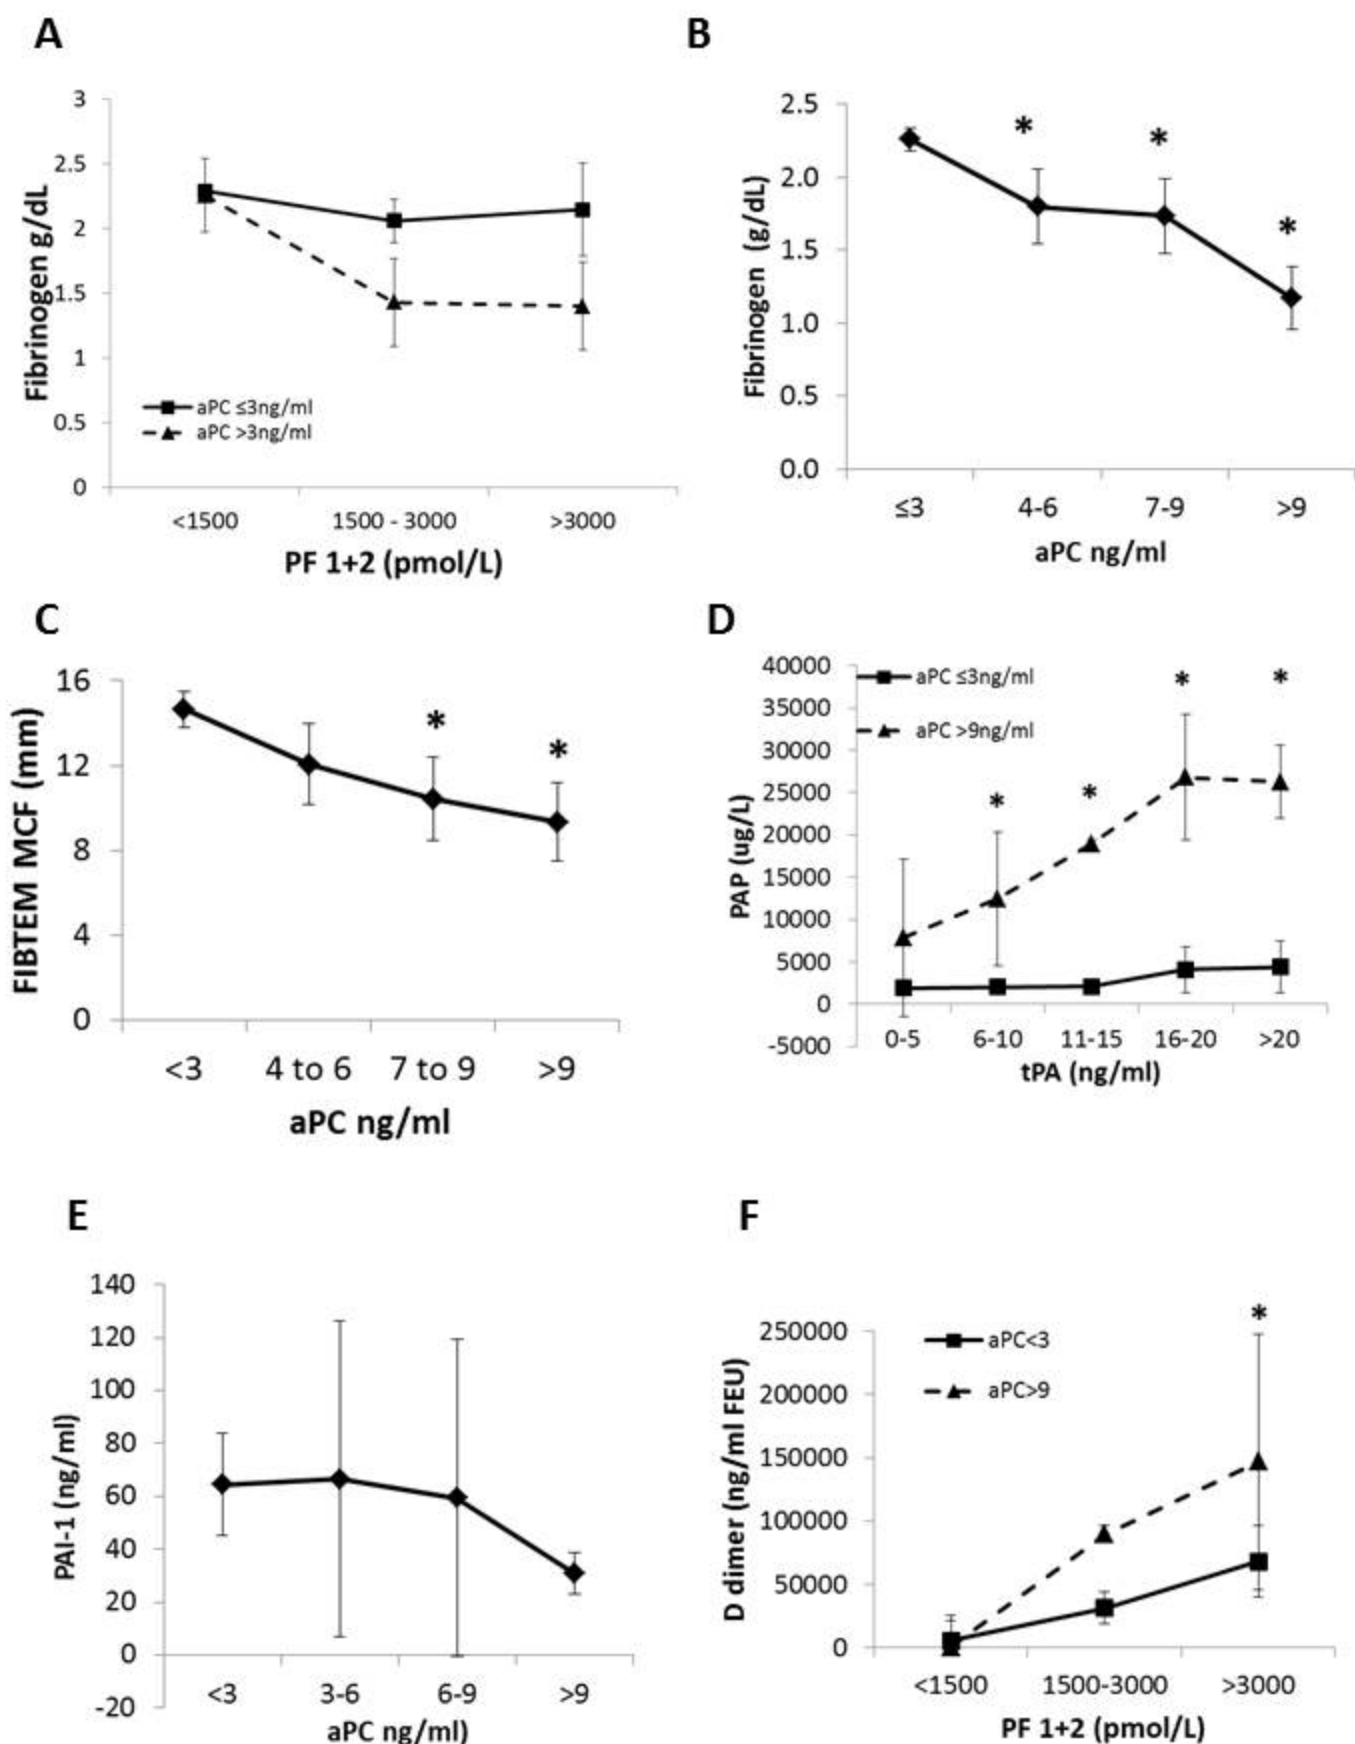 A
Fibrinogen g/dL
3
2.5
2
1.5
1
0.5
0
aPC ≤3ng/ml
aPC >3ng/ml
<1500 1500 - 3000 >3000
PF 1+2 (pmol/L)
B
Fibrinogen (g/dL)
2.5
2.0
1.5
1.0
0.5
0.0
* * *
≤3 4-6 7-9 >9
aPC ng/ml
C
FIBTEM MCF (mm)
16
12
8
4
0
* *
<3 4 to 6 7 to 9 >9
aPC ng/ml
D
PAP (ug/L)
40000
35000
30000
25000
20000
15000
10000
5000
0
-5000
aPC ≤3ng/ml
aPC >9ng/ml
* * * *
0-5 6-10 11-15 16-20 >20
tPA (ng/ml)
E
PAI-1 (ng/ml)
140
120
100
80
60
40
20
0
-20
<3 3-6 6-9 >9
aPC ng/ml)
F
D dimer (ng/ml FEU)
250000
200000
150000
100000
50000
0
aPC<3
aPC>9
*
<1500 1500-3000 >3000
PF 1+2 (pmol/L)